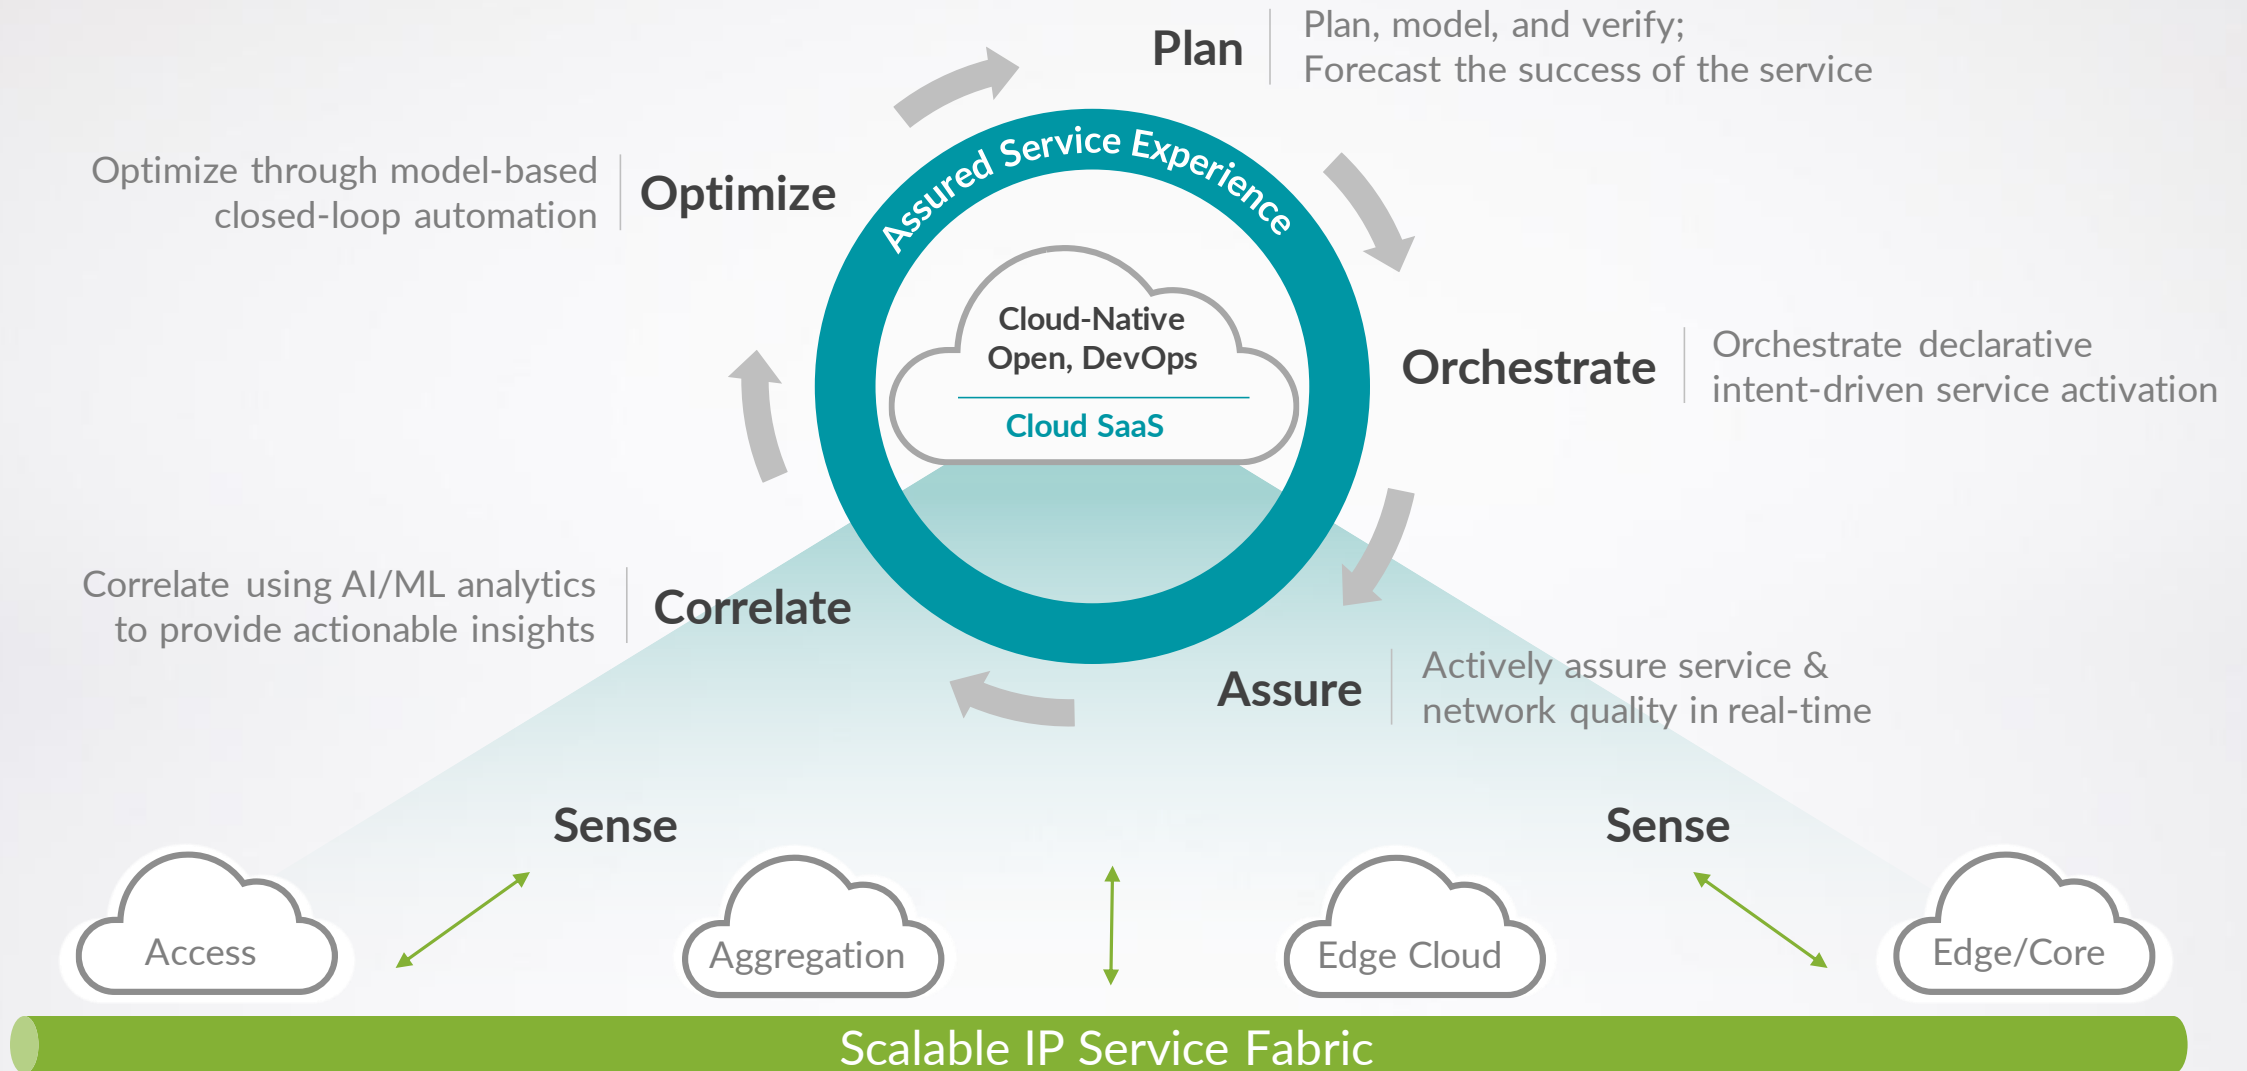 Plan
Plan, model, and verify;
Forecast the success of the service
Optimize through model-based
closed-loop automation
Optimize
Assured Service Experience
Cloud-Native
Open, DevOps
Cloud SaaS
Orchestrate
Orchestrate declarative
intent-driven service activation
Correlate using AI/ML analytics
to provide actionable insights
Correlate
Assure
Actively assure service &
network quality in real-time
Sense
Sense
Access
Aggregation
Edge Cloud
Edge/Core
Scalable IP Service Fabric